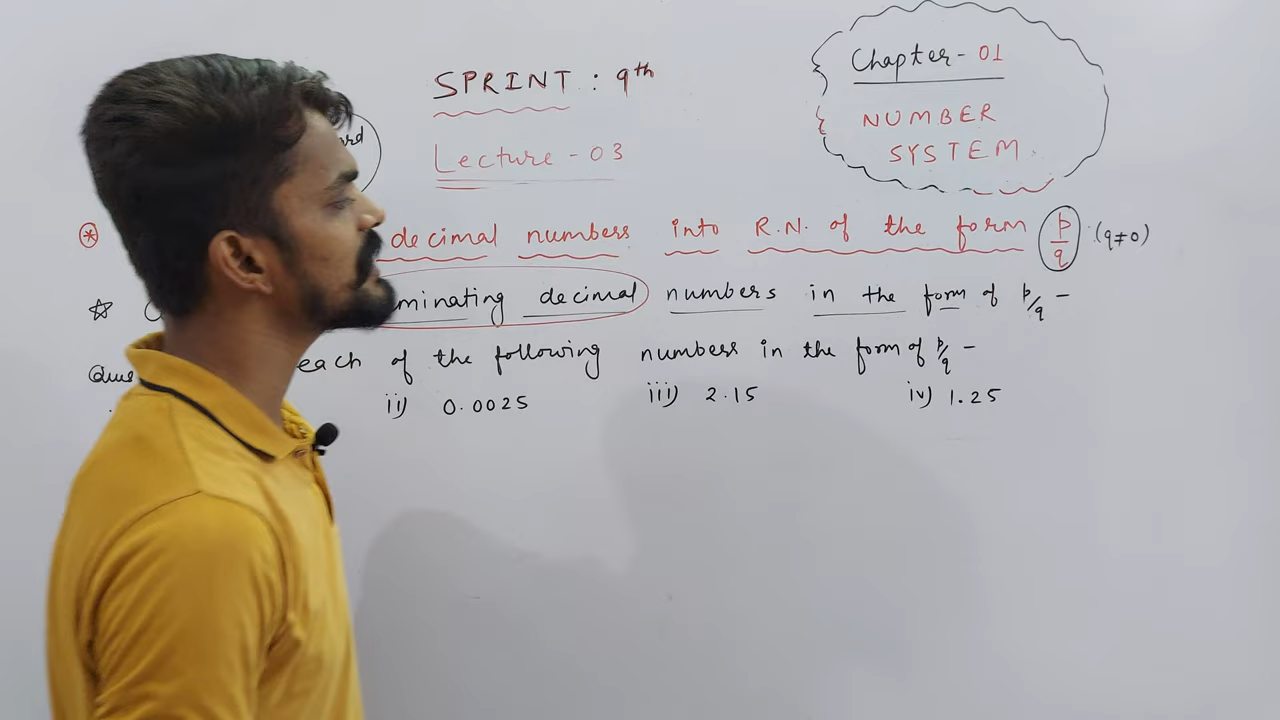 SPRINT : 9th
Chapter - 01
NUMBER
SYSTEM
Lecture - 03
* decimal numbers into R.N. of the form p/q (q≠0)
☆ decimal numbers in the form of p/q –
each of the following numbers in the form of p/q –
ii) 0.0025 iii) 2.15 iv) 1.25